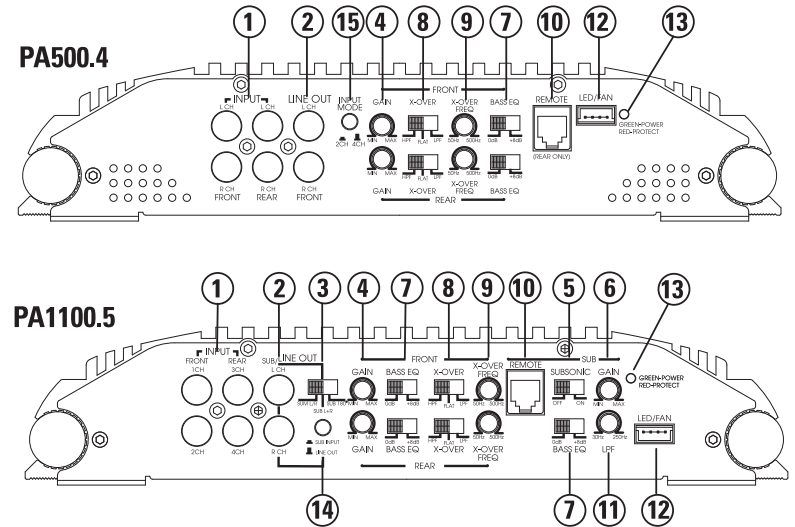 1 2 15 4 8 9 7 10 12 13
PA500.4
FRONT
INPUT LINE OUT INPUT MODE GAIN X-OVER X-OVER FREQ BASS EQ REMOTE LED/FAN
L CH L CH L CH
GREEN-POWER
RED-PROTECT
2CH 4CH
MIN MAX HPF FLAT LPF 50Hz 500Hz 0dB +8dB
(REAR ONLY)
MIN MAX HPF FLAT LPF 50Hz 500Hz 0dB +8dB
R CH R CH R CH
FRONT REAR FRONT
GAIN X-OVER X-OVER FREQ BASS EQ
REAR
1 2 3 4 7 8 9 10 5 6 13
PA1100.5
INPUT LINE OUT FRONT SUB
FRONT REAR SUB/
1CH 3CH L CH
GAIN BASS EQ X-OVER X-OVER FREQ REMOTE SUBSONIC GAIN
GREEN-POWER
RED-PROTECT
SUM L/R SUB 180°
SUB L+R
MIN MAX 0dB +8dB HPF FLAT LPF 50Hz 500Hz OFF ON MIN MAX
LED/FAN
SUB INPUT
LINE OUT
MIN MAX 0dB +8dB HPF FLAT LPF 50Hz 500Hz 0dB +8dB 30Hz 250Hz
2CH 4CH R CH
GAIN BASS EQ X-OVER X-OVER FREQ BASS EQ LPF
REAR
14 7 11 12